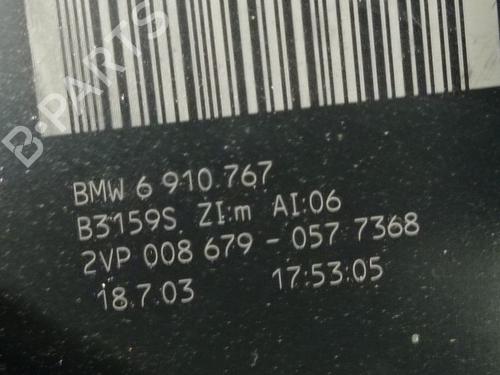 B-PARTS
BMW 6 910 767
B3159S ZI:m AI:06
2VP 008 679 - 057 7368
18.7.03 17:53:05